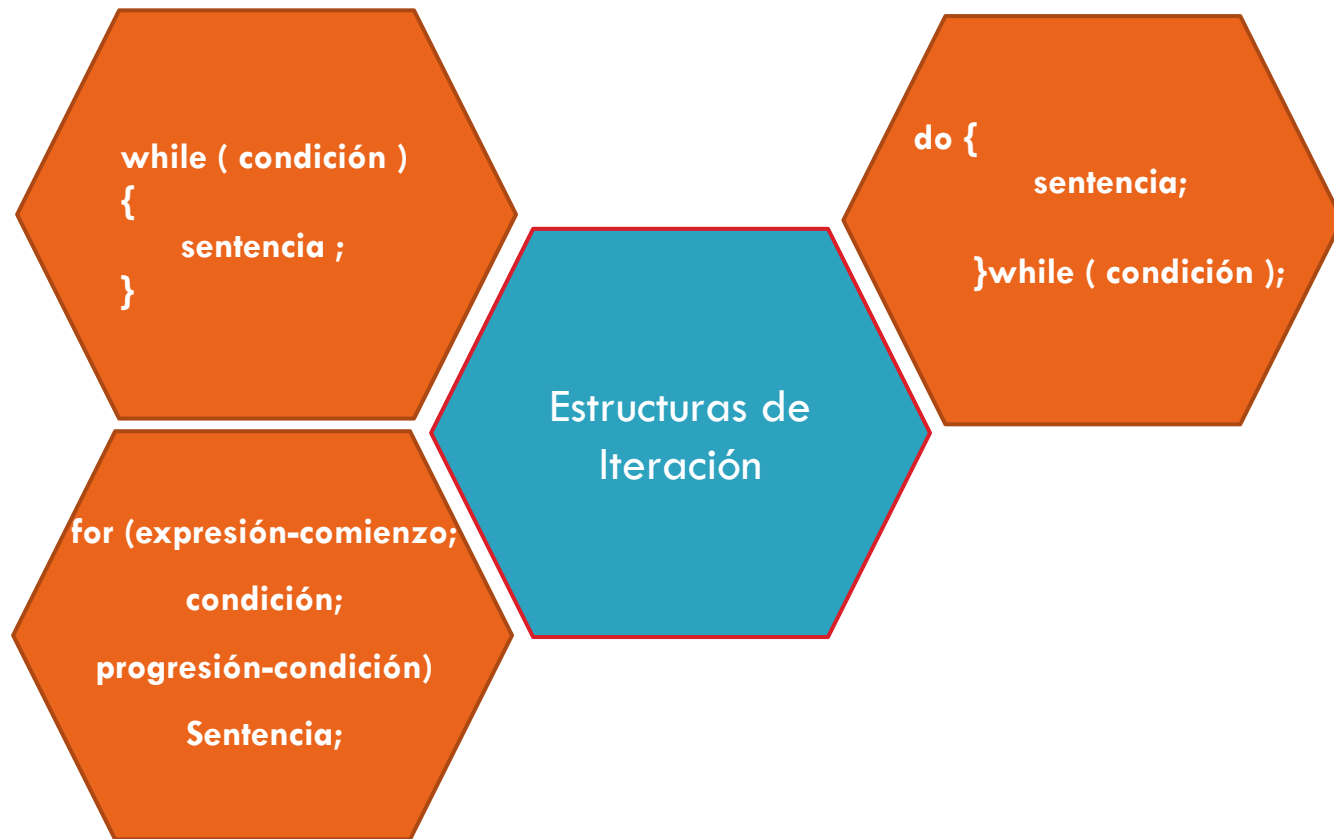 while ( condición )
{
sentencia ;
}
do {
sentencia;
}while ( condición );
Estructuras de
Iteración
for (expresión-comienzo;
condición;
progresión-condición)
Sentencia;